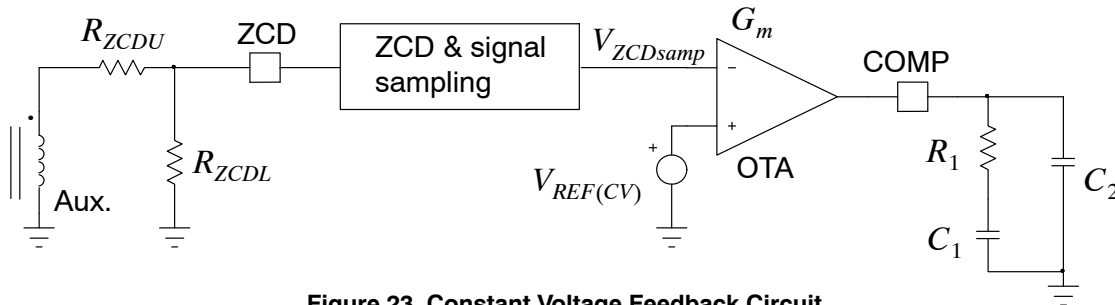 R_ZCDU
ZCD
ZCD & signal
sampling
V_ZCDsamp
G_m
COMP
−
+
OTA
R_ZCDL
Aux.
+
V_REF(CV)
R_1
C_2
C_1
Figure 23. Constant Voltage Feedback Circuit